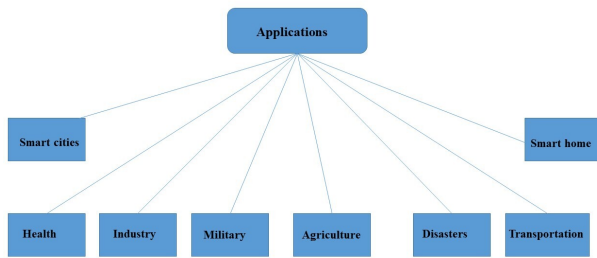 Applications
Smart cities
Smart home
Health
Industry
Military
Agriculture
Disasters
Transportation